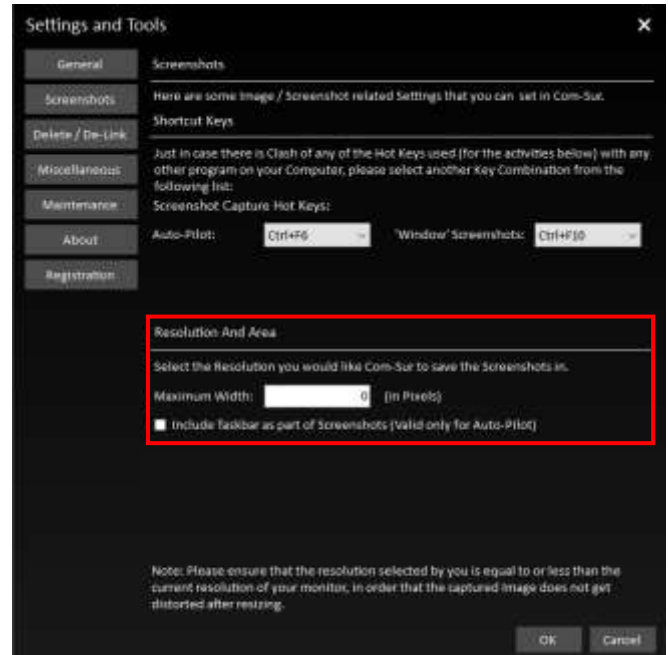 Settings and Tools
General
Screenshots
Delete / De-Link
Miscellaneous
Maintenance
About
Registration
Screenshots
Here are some Image / Screenshot related Settings that you can set in Com-Sur.
Shortcut Keys
Just in case there is Clash of any of the Hot Keys used (for the activities below) with any
other program on your Computer, please select another Key Combination from the
following list:
Screenshot Capture Hot Keys:
Auto-Pilot: Ctrl+F6 'Window' Screenshots: Ctrl+F10
Resolution And Area
Select the Resolution you would like Com-Sur to save the Screenshots in.
Maximum Width: 0 (in Pixels)
Include Taskbar as part of Screenshots (Valid only for Auto-Pilot)
Note: Please ensure that the resolution selected by you is equal to or less than the
current resolution of your monitor, in order that the captured image does not get
distorted after resizing.
OK Cancel